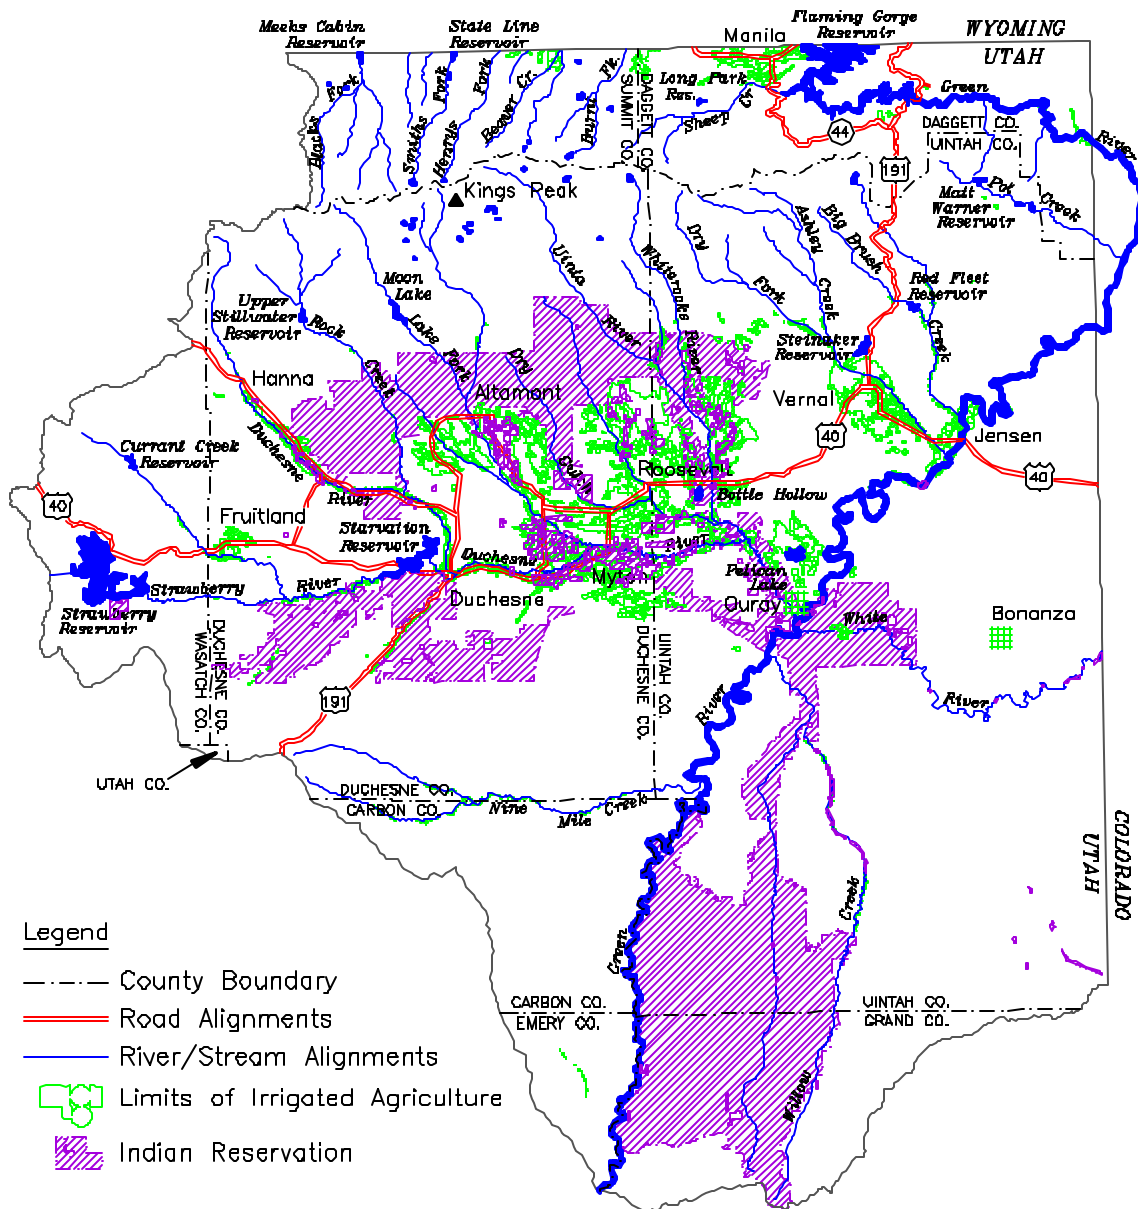 Meeks Cabin
Reservoir
State Line
Reservoir
Flaming Gorge
Reservoir
Manila
WYOMING
UTAH
Blacks
Fork
Smiths
Fork
Henrys
Fork
Beaver Cr.
Burnt
Fk.
SUMMIT CO.
DAGGETT CO.
Long Park
Res.
Sheep
Cr.
44
191
Green
River
DAGGETT CO.
UINTAH CO.
Kings Peak
Matt
Warner
Reservoir
Pot
Creek
Uinta
River
Whiterocks
River
Dry
Fork
Ashley
Creek
Big Brush
Creek
Red Fleet
Reservoir
Steinaker
Reservoir
Moon
Lake
Lake
Fork
Upper
Stillwater
Reservoir
Rock
Creek
Dry
Gulch
Hanna
Altamont
Vernal
Jensen
40
40
40
Currant Creek
Reservoir
Duchesne
River
Roosevelt
Bottle Hollow
Fruitland
Starvation
Reservoir
Duchesne
River
Myton
Pelican
Lake
Ouray
White
River
Bonanza
Strawberry
River
Strawberry
Reservoir
Duchesne
DUCHESNE CO.
WASATCH CO.
UINTAH CO.
DUCHESNE CO.
191
UTAH CO.
River
DUCHESNE CO.
CARBON CO.
Nine
Mile
Creek
COLORADO
UTAH
Creek
Green
Willow
CARBON CO.
EMERY CO.
UINTAH CO.
GRAND CO.
Legend
County Boundary
Road Alignments
River/Stream Alignments
Limits of Irrigated Agriculture
Indian Reservation